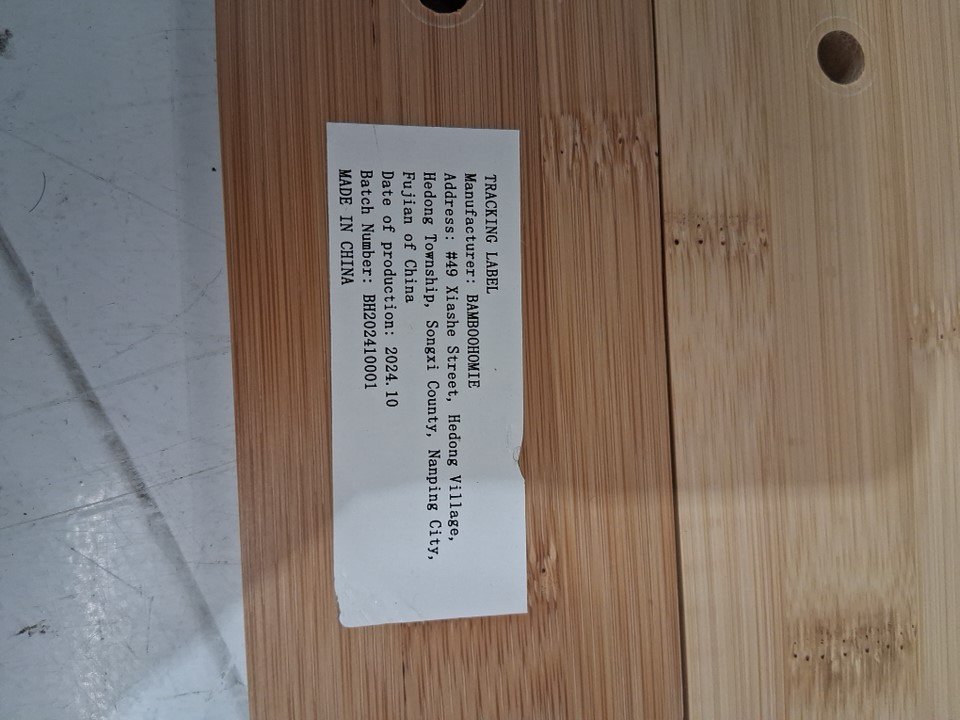 TRACKING LABEL
Manufacturer: BAMBOOHOMIE
Address: #49 Xiashe Street, Hedong Village,
Hedong Township, Songxi County, Nanping City,
Fujian of China
Date of production: 2024.10
Batch Number: BH202410001
MADE IN CHINA